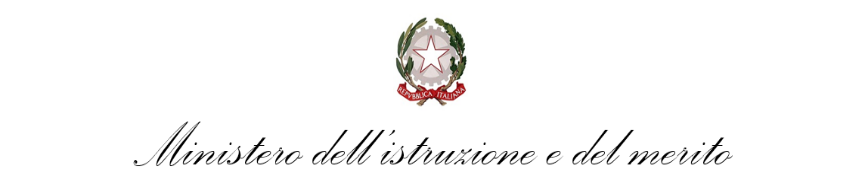 REPVBBLICA ITALIANA
Ministero dell'istruzione e del merito